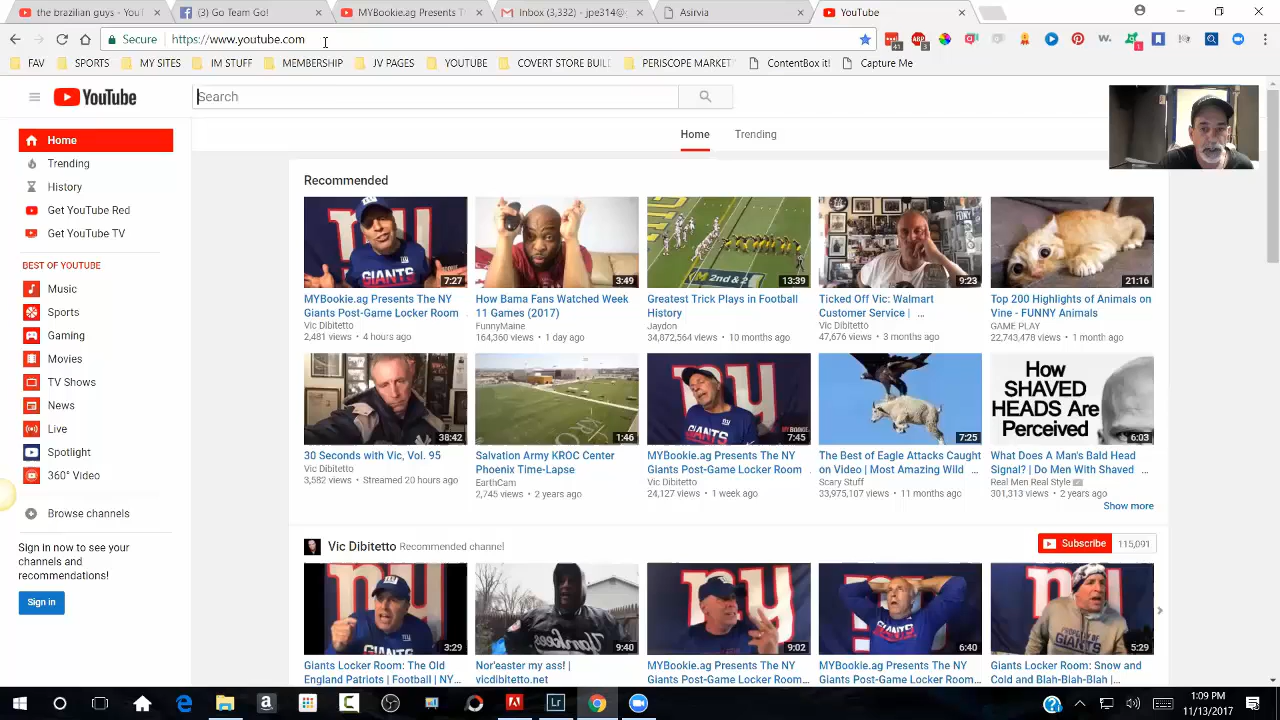 the brazilian guys - YouT
(3) Go Team Go!
MYBookie.ag Presents T
Inbox (3,332) - jpe314@
Asirvia
YouTube
Secure
https://www.youtube.com
41
3
1
FAV
SPORTS
MY SITES
IM STUFF
MEMBERSHIP
JV PAGES
YOUTUBE
COVERT STORE BUIL
PERISCOPE MARKET
ContentBox it!
Capture Me
YouTube
Search
Home
Trending
Home
Trending
History
Get YouTube Red
Get YouTube TV
BEST OF YOUTUBE
Music
Sports
Gaming
Movies
TV Shows
News
Live
Spotlight
360° Video
Browse channels
Sign in now to see your
channels and
recommendations!
Sign in
Recommended
7:27
3:49
2nd & 2
13:39
9:23
21:16
MYBookie.ag Presents The NY
Giants Post-Game Locker Room
Vic Dibitetto
2,481 views • 4 hours ago
How Bama Fans Watched Week
11 Games (2017)
FunnyMaine
164,360 views • 1 day ago
Greatest Trick Plays in Football
History
Jaydon
34,872,564 views • 10 months ago
Ticked Off Vic: Walmart
Customer Service | ...
Vic Dibitetto
47,676 views • 3 months ago
Top 200 Highlights of Animals on
Vine - FUNNY Animals
GAME PLAY
22,743,478 views • 1 month ago
38:42
1:46
7:45
7:25
How
SHAVED
HEADS Are
Perceived
6:03
30 Seconds with Vic, Vol. 95
Vic Dibitetto
3,582 views • Streamed 20 hours ago
Salvation Army KROC Center
Phoenix Time-Lapse
EarthCam
2,745 views • 2 years ago
MYBookie.ag Presents The NY
Giants Post-Game Locker Room
Vic Dibitetto
24,127 views • 1 week ago
The Best of Eagle Attacks Caught
on Video | Most Amazing Wild ...
Scary Stuff
33,975,107 views • 11 months ago
What Does A Man's Bald Head
Signal? | Do Men With Shaved ...
Real Men Real Style
301,313 views • 2 years ago
Show more
Vic Dibitetto Recommended channel
Subscribe 115,091
3:29
9:40
9:02
6:40
5:29
Giants Locker Room: The Old
England Patriots | Football | NY...
Nor'easter my ass! |
vicdibitetto.net
MYBookie.ag Presents The NY
Giants Post-Game Locker Room
MYBookie.ag Presents The NY
Giants Post-Game Locker Room
Giants Locker Room: Snow and
Cold and Blah-Blah-Blah |...
1:09 PM
11/13/2017